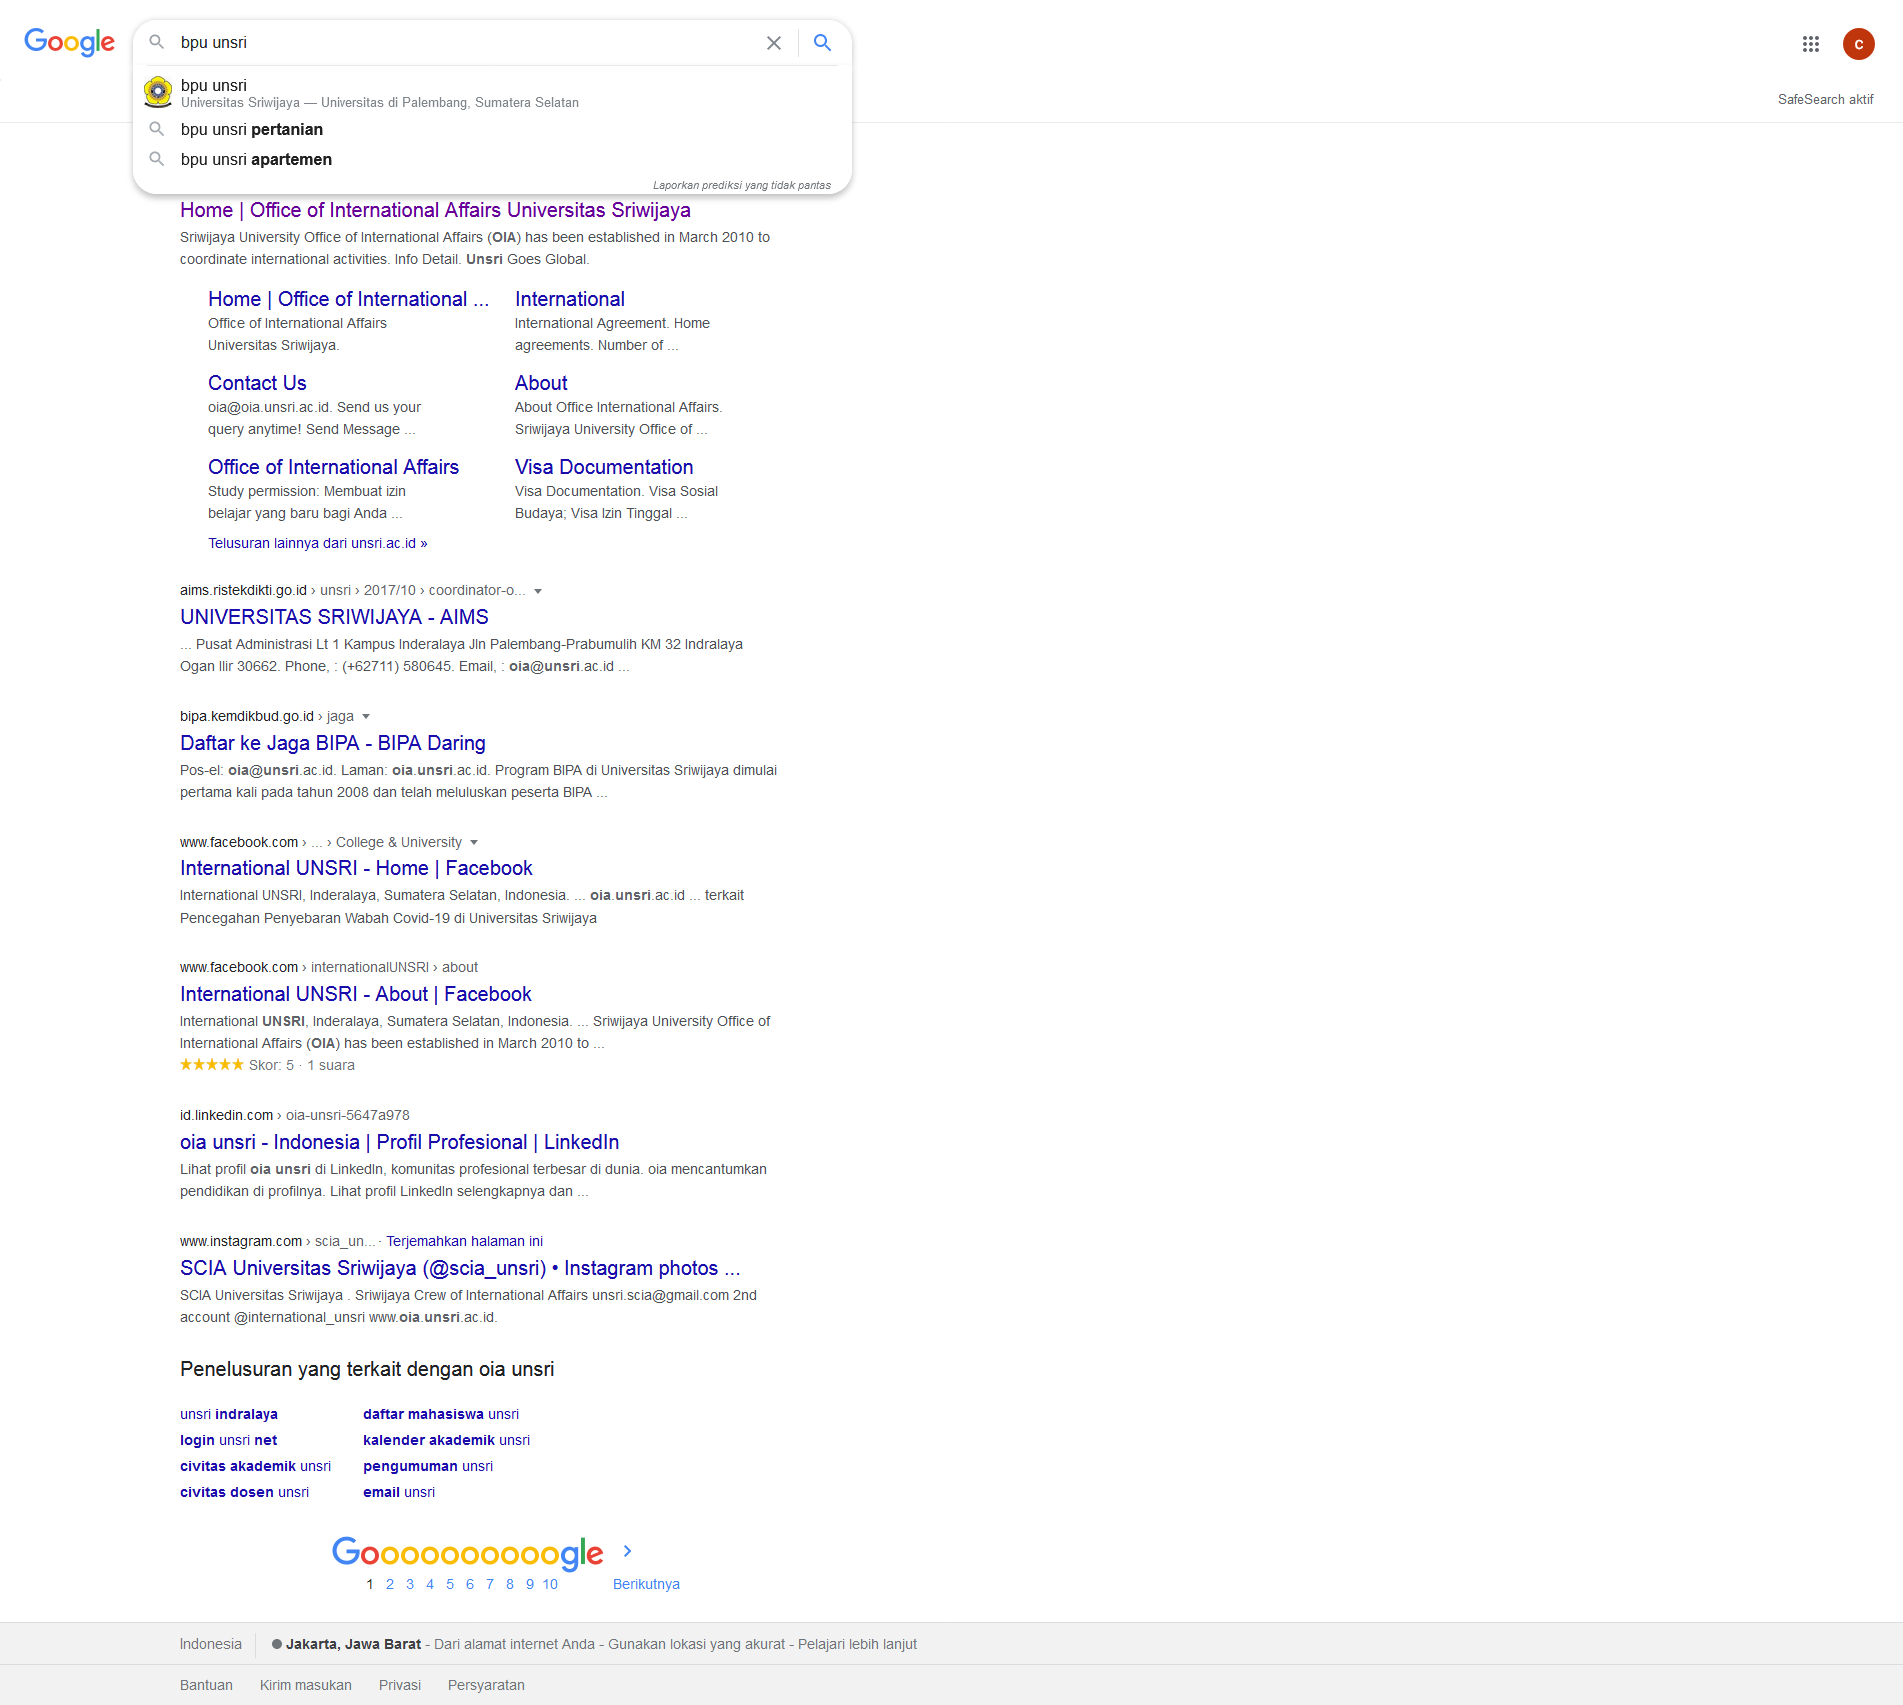 Google
bpu unsri
C
bpu unsri
Universitas Sriwijaya — Universitas di Palembang, Sumatera Selatan
bpu unsri pertanian
bpu unsri apartemen
Laporkan prediksi yang tidak pantas
SafeSearch aktif
Home | Office of International Affairs Universitas Sriwijaya
Sriwijaya University Office of International Affairs (OIA) has been established in March 2010 to
coordinate international activities. Info Detail. Unsri Goes Global.
Home | Office of International ...
Office of International Affairs
Universitas Sriwijaya.
International
International Agreement. Home
agreements. Number of ...
Contact Us
oia@oia.unsri.ac.id. Send us your
query anytime! Send Message ...
About
About Office International Affairs.
Sriwijaya University Office of ...
Office of International Affairs
Study permission: Membuat izin
belajar yang baru bagi Anda ...
Visa Documentation
Visa Documentation. Visa Sosial
Budaya; Visa Izin Tinggal ...
Telusuran lainnya dari unsri.ac.id »
aims.ristekdikti.go.id › unsri › 2017/10 › coordinator-o...
UNIVERSITAS SRIWIJAYA - AIMS
... Pusat Administrasi Lt 1 Kampus Inderalaya Jln Palembang-Prabumulih KM 32 Indralaya
Ogan Ilir 30662. Phone, : (+62711) 580645. Email, : oia@unsri.ac.id ...
bipa.kemdikbud.go.id › jaga
Daftar ke Jaga BIPA - BIPA Daring
Pos-el: oia@unsri.ac.id. Laman: oia.unsri.ac.id. Program BIPA di Universitas Sriwijaya dimulai
pertama kali pada tahun 2008 dan telah meluluskan peserta BIPA ...
www.facebook.com › ... › College & University
International UNSRI - Home | Facebook
International UNSRI, Inderalaya, Sumatera Selatan, Indonesia. ... oia.unsri.ac.id ... terkait
Pencegahan Penyebaran Wabah Covid-19 di Universitas Sriwijaya
www.facebook.com › internationalUNSRI › about
International UNSRI - About | Facebook
International UNSRI, Inderalaya, Sumatera Selatan, Indonesia. ... Sriwijaya University Office of
International Affairs (OIA) has been established in March 2010 to ...
Skor: 5 · 1 suara
id.linkedin.com › oia-unsri-5647a978
oia unsri - Indonesia | Profil Profesional | LinkedIn
Lihat profil oia unsri di LinkedIn, komunitas profesional terbesar di dunia. oia mencantumkan
pendidikan di profilnya. Lihat profil LinkedIn selengkapnya dan ...
www.instagram.com › scia_un... · Terjemahkan halaman ini
SCIA Universitas Sriwijaya (@scia_unsri) • Instagram photos ...
SCIA Universitas Sriwijaya . Sriwijaya Crew of International Affairs unsri.scia@gmail.com 2nd
account @international_unsri www.oia.unsri.ac.id.
Penelusuran yang terkait dengan oia unsri
unsri indralaya
login unsri net
civitas akademik unsri
civitas dosen unsri
daftar mahasiswa unsri
kalender akademik unsri
pengumuman unsri
email unsri
Goooooooooogle
1 2 3 4 5 6 7 8 9 10 Berikutnya
Indonesia Jakarta, Jawa Barat - Dari alamat internet Anda - Gunakan lokasi yang akurat - Pelajari lebih lanjut
Bantuan Kirim masukan Privasi Persyaratan